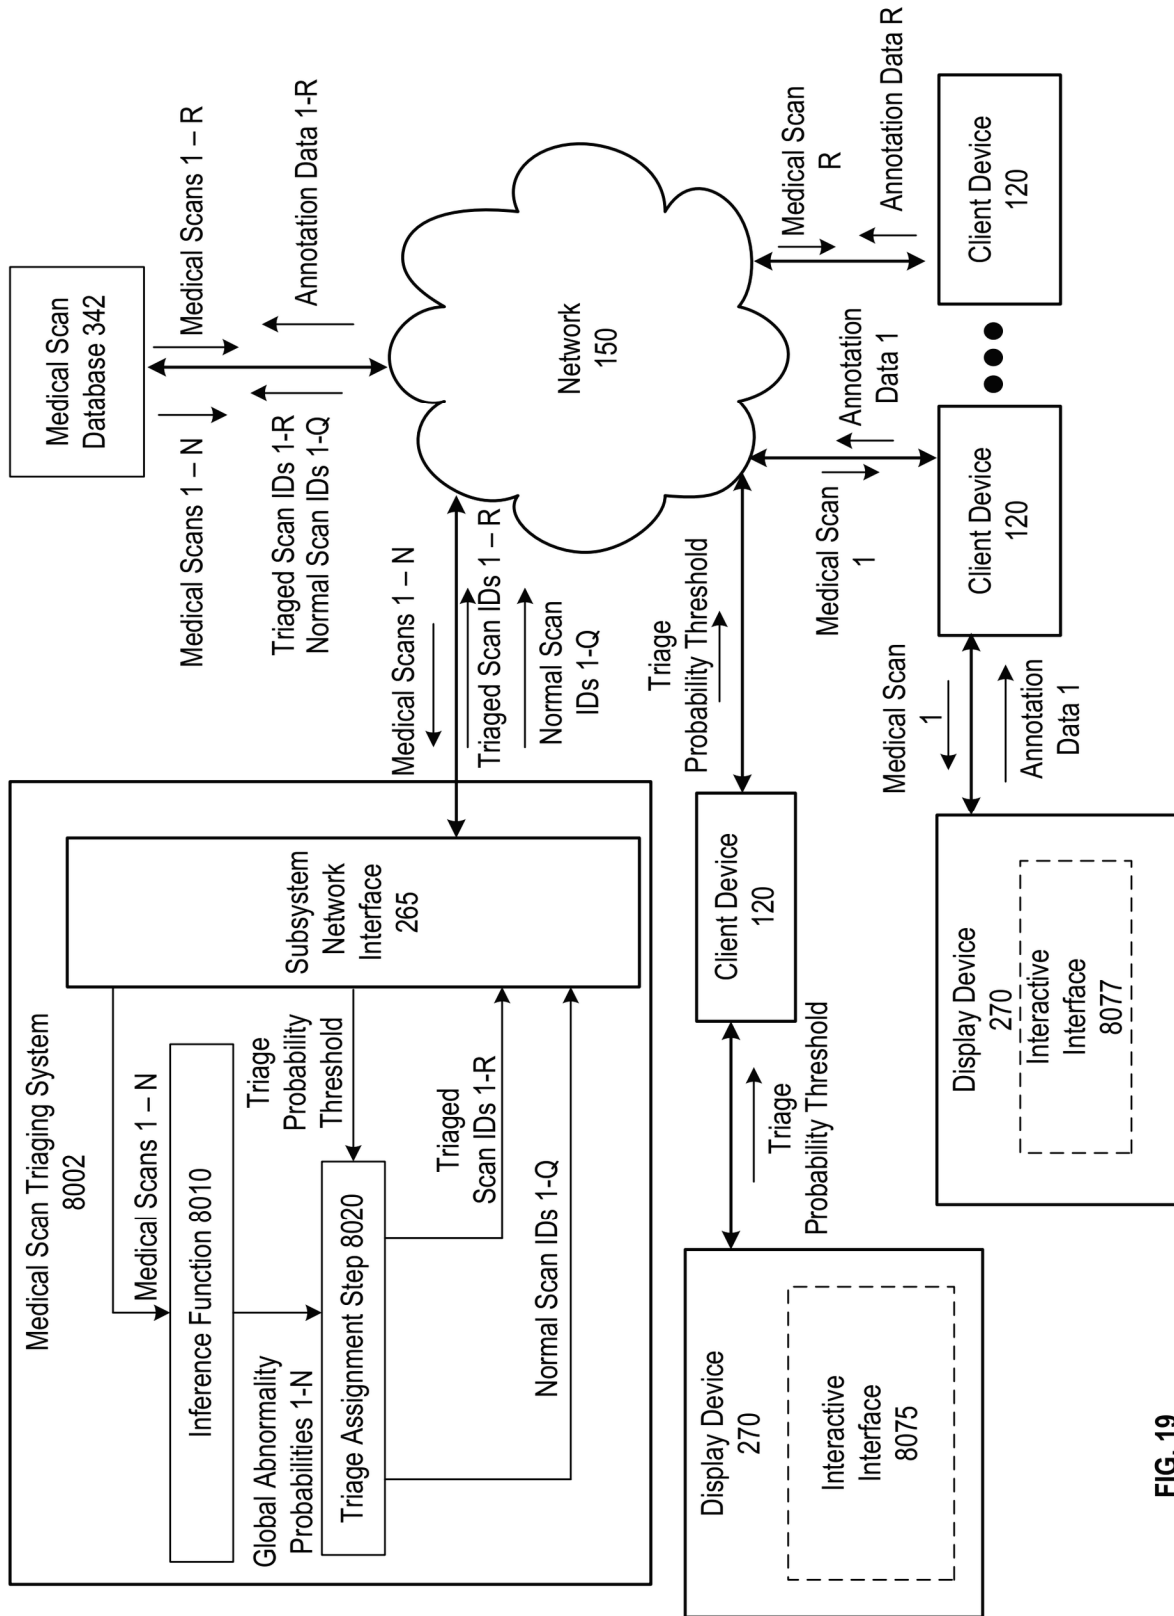 Medical Scan Triaging System
8002
Medical Scans 1 – N
Inference Function 8010
Global Abnormality
Probabilities 1-N
Triage
Probability
Threshold
Triage Assignment Step 8020
Triaged
Scan IDs 1-R
Normal Scan IDs 1-Q
Subsystem
Network
Interface
265
Medical Scans 1 – N
Triaged Scan IDs 1 – R
Normal Scan
IDs 1-Q
Medical Scan
Database 342
Medical Scans 1 – N
Triaged Scan IDs 1-R
Normal Scan IDs 1-Q
Medical Scans 1 – R
Annotation Data 1-R
Network
150
Display Device
270
Interactive
Interface
8075
Triage
Probability Threshold
Client Device
120
Triage
Probability Threshold
Display Device
270
Interactive
Interface
8077
Medical Scan
1
Annotation
Data 1
Client Device
120
Medical Scan
1
Annotation
Data 1
Client Device
120
Medical Scan
R
Annotation Data R
FIG. 19